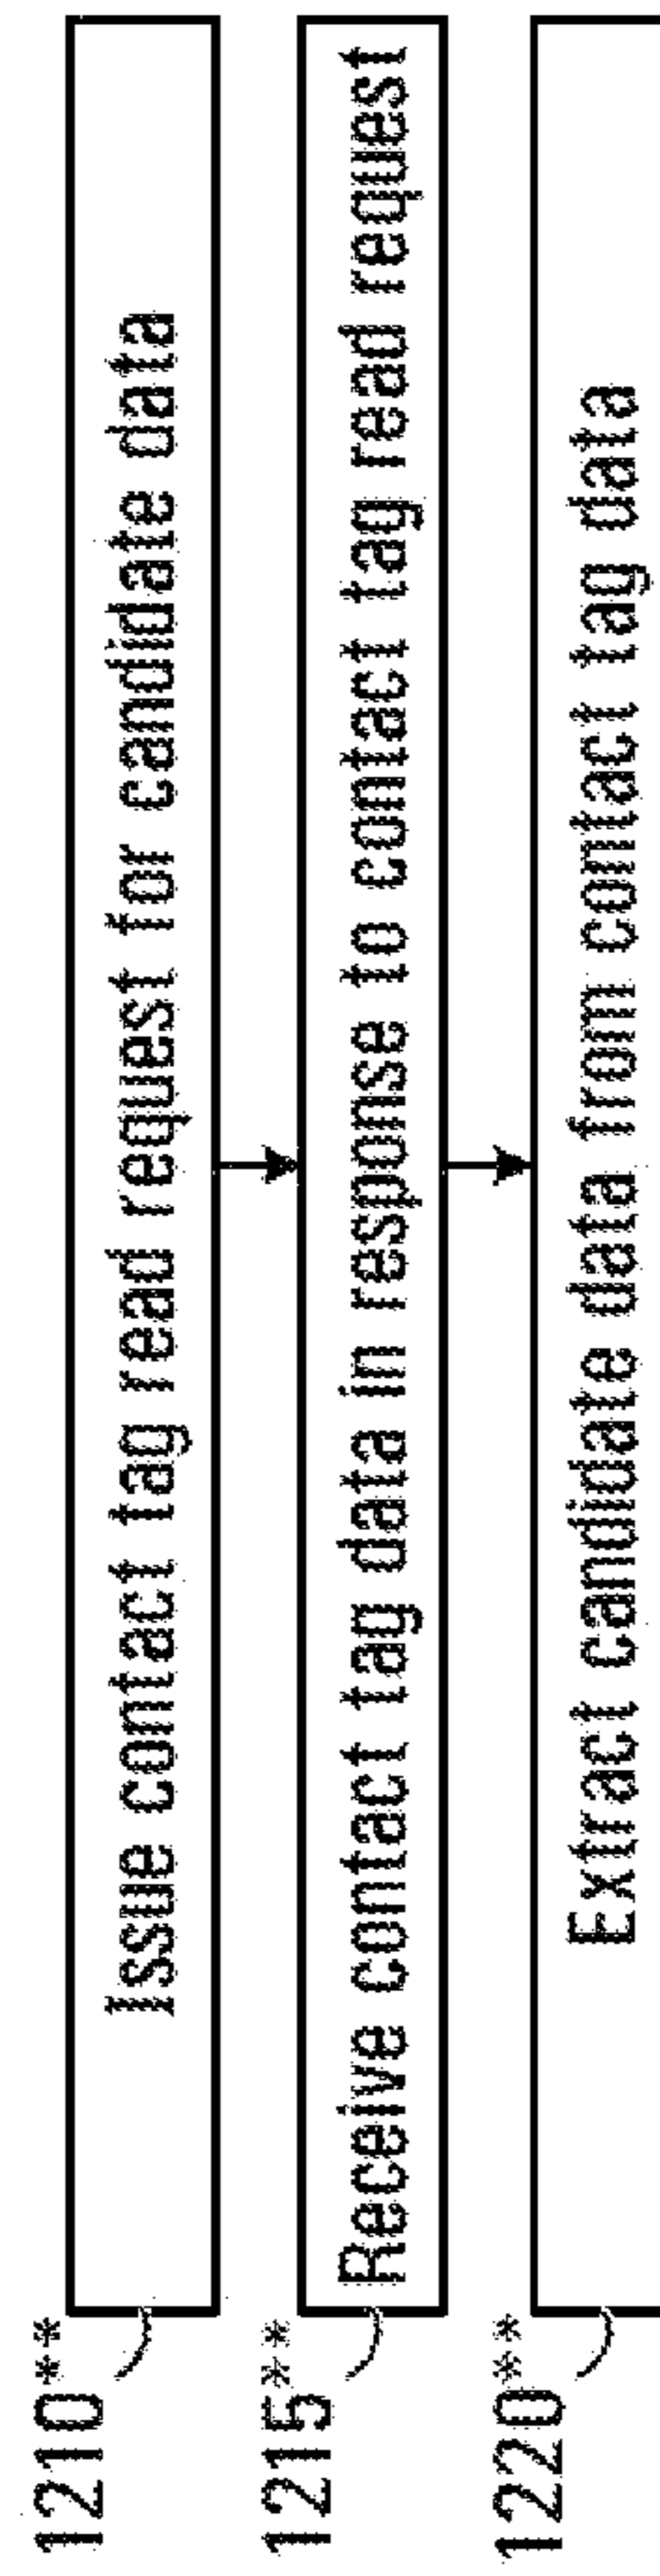 1210**
Issue contact tag read request for candidate data
1215**
Receive contact tag data in response to contact tag read request
1220**
Extract candidate data from contact tag data